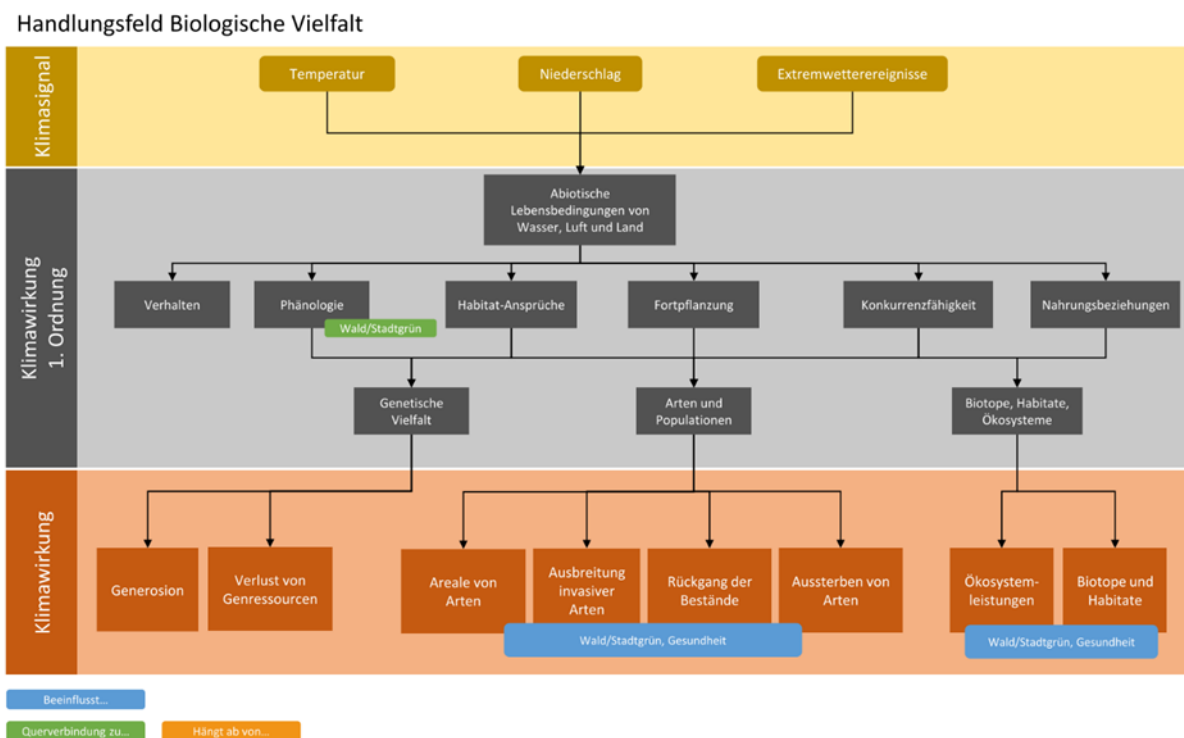 Handlungsfeld Biologische Vielfalt
Klimasignal
Temperatur
Niederschlag
Extremwetterereignisse
Klimawirkung
1. Ordnung
Abiotische
Lebensbedingungen von
Wasser, Luft und Land
Verhalten
Phänologie
Habitat-Ansprüche
Fortpflanzung
Konkurrenzfähigkeit
Nahrungsbeziehungen
Wald/Stadtgrün
Genetische
Vielfalt
Arten und
Populationen
Biotope, Habitate,
Ökosysteme
Klimawirkung
Generosion
Verlust von
Genressourcen
Areale von
Arten
Ausbreitung
invasiver
Arten
Rückgang der
Bestände
Aussterben von
Arten
Ökosystem-
leistungen
Biotope und
Habitate
Wald/Stadtgrün, Gesundheit
Wald/Stadtgrün, Gesundheit
Beeinflusst...
Querverbindung zu...
Hängt ab von...